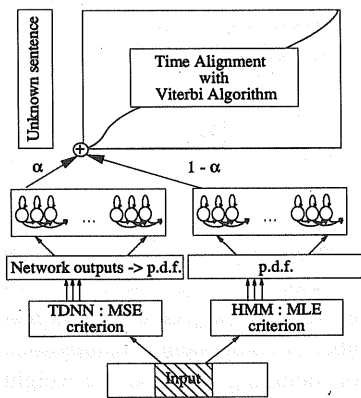 Unknown sentence
Time Alignment
with
Viterbi Algorithm
α
1 - α
...
...
...
...
Network outputs -> p.d.f.
p.d.f.
TDNN : MSE
criterion
HMM : MLE
criterion
Input